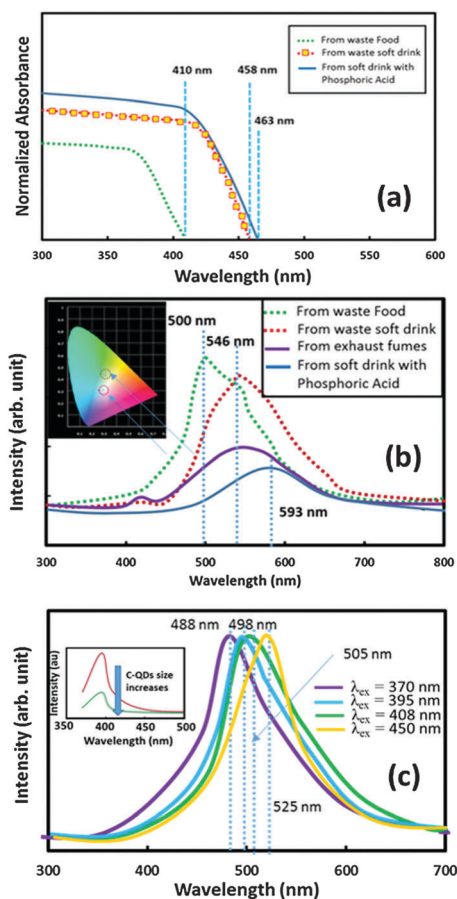 From waste Food
From waste soft drink
From soft drink with
Phosphoric Acid
410 nm
458 nm
463 nm
(a)
Normalized Absorbance
300 350 400 450 500 550 600
Wavelength (nm)
From waste Food
From waste soft drink
From exhaust fumes
From soft drink with
Phosphoric Acid
500 nm
546 nm
593 nm
(b)
Intensity (arb. unit)
300 400 500 600 700 800
Wavelength (nm)
488 nm
498 nm
505 nm
525 nm
C-QDs size
increases
Intensity (au)
350 400 450 500
Wavelength (nm)
λex = 370 nm
λex = 395 nm
λex = 408 nm
λex = 450 nm
(c)
Intensity (arb. unit)
300 400 500 600 700
Wavelength (nm)